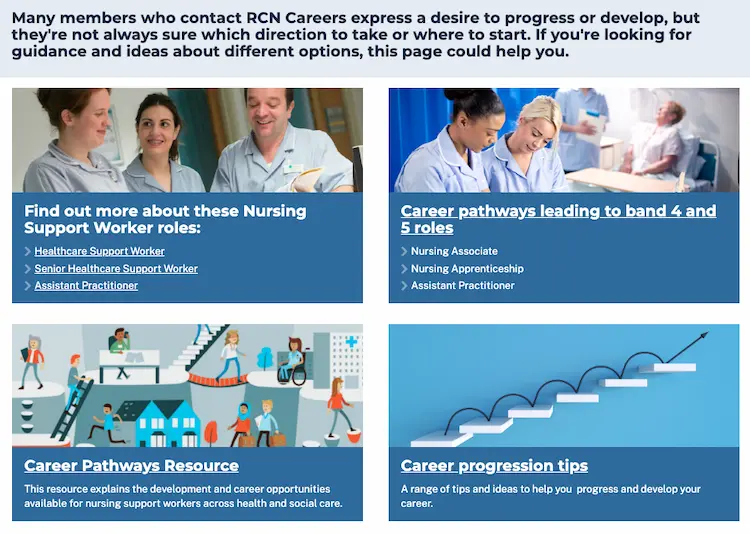 Many members who contact RCN Careers express a desire to progress or develop, but
they're not always sure which direction to take or where to start. If you're looking for
guidance and ideas about different options, this page could help you.
Find out more about these Nursing
Support Worker roles:
Healthcare Support Worker
Senior Healthcare Support Worker
Assistant Practitioner
Career pathways leading to band 4 and
5 roles
Nursing Associate
Nursing Apprenticeship
Assistant Practitioner
Career Pathways Resource
This resource explains the development and career opportunities
available for nursing support workers across health and social care.
Career progression tips
A range of tips and ideas to help you progress and develop your
career.